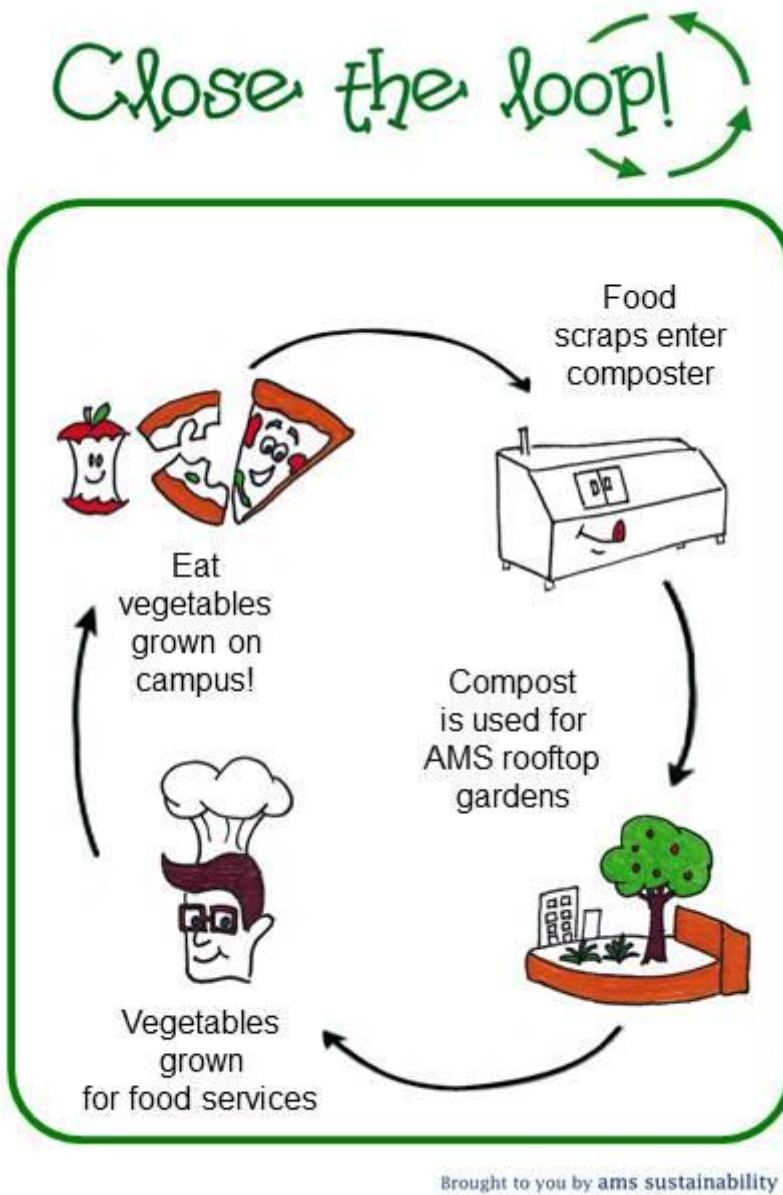 Close the loop!
Food
scraps enter
composter
Eat
vegetables
grown on
campus!
Compost
is used for
AMS rooftop
gardens
Vegetables
grown
for food services
Brought to you by ams sustainability